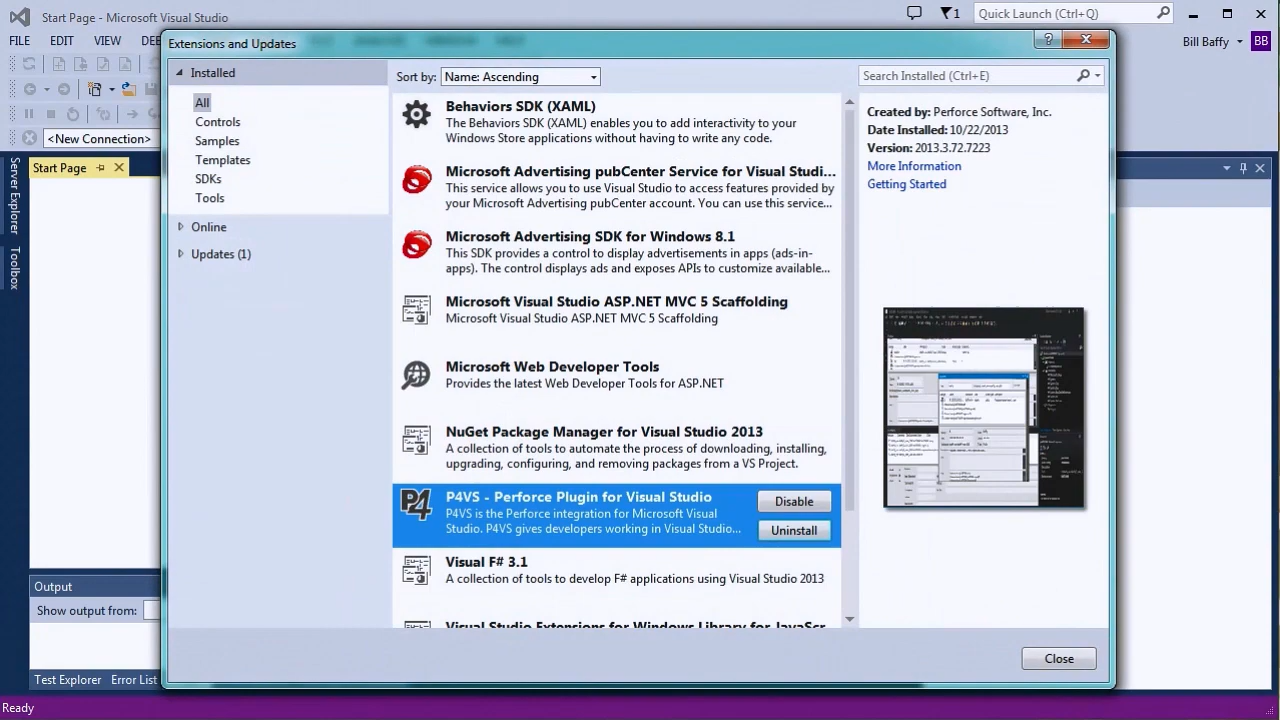 Start Page - Microsoft Visual Studio
1
Quick Launch (Ctrl+Q)
FILE EDIT VIEW
Bill Baffy
BB
Extensions and Updates
?
Installed
All
Controls
Samples
Templates
SDKs
Tools
Online
Updates (1)
Sort by: Name: Ascending
Search Installed (Ctrl+E)
<New Connection>
Start Page
Server Explorer
Toolbox
Behaviors SDK (XAML)
The Behaviors SDK (XAML) enables you to add interactivity to your
Windows Store applications without having to write any code.
Microsoft Advertising pubCenter Service for Visual Studi...
This service allows you to use Visual Studio to access features provided by
your Microsoft Advertising pubCenter account. You can use this service...
Microsoft Advertising SDK for Windows 8.1
This SDK provides a control to display advertisements in apps (ads-in-
apps). The control displays ads and exposes APIs to customize available...
Microsoft Visual Studio ASP.NET MVC 5 Scaffolding
Microsoft Visual Studio ASP.NET MVC 5 Scaffolding
Microsoft Web Developer Tools
Provides the latest Web Developer Tools for ASP.NET
NuGet Package Manager for Visual Studio 2013
A collection of tools to automate the process of downloading, installing,
upgrading, configuring, and removing packages from a VS Project.
P4
P4VS - Perforce Plugin for Visual Studio
P4VS is the Perforce integration for Microsoft Visual
Studio. P4VS gives developers working in Visual Studio...
Disable
Uninstall
Visual F# 3.1
A collection of tools to develop F# applications using Visual Studio 2013
Visual Studio Extensions for Windows Library for JavaScr
Created by: Perforce Software, Inc.
Date Installed: 10/22/2013
Version: 2013.3.72.7223
More Information
Getting Started
Close
Output
Show output from:
Test Explorer Error List
Ready